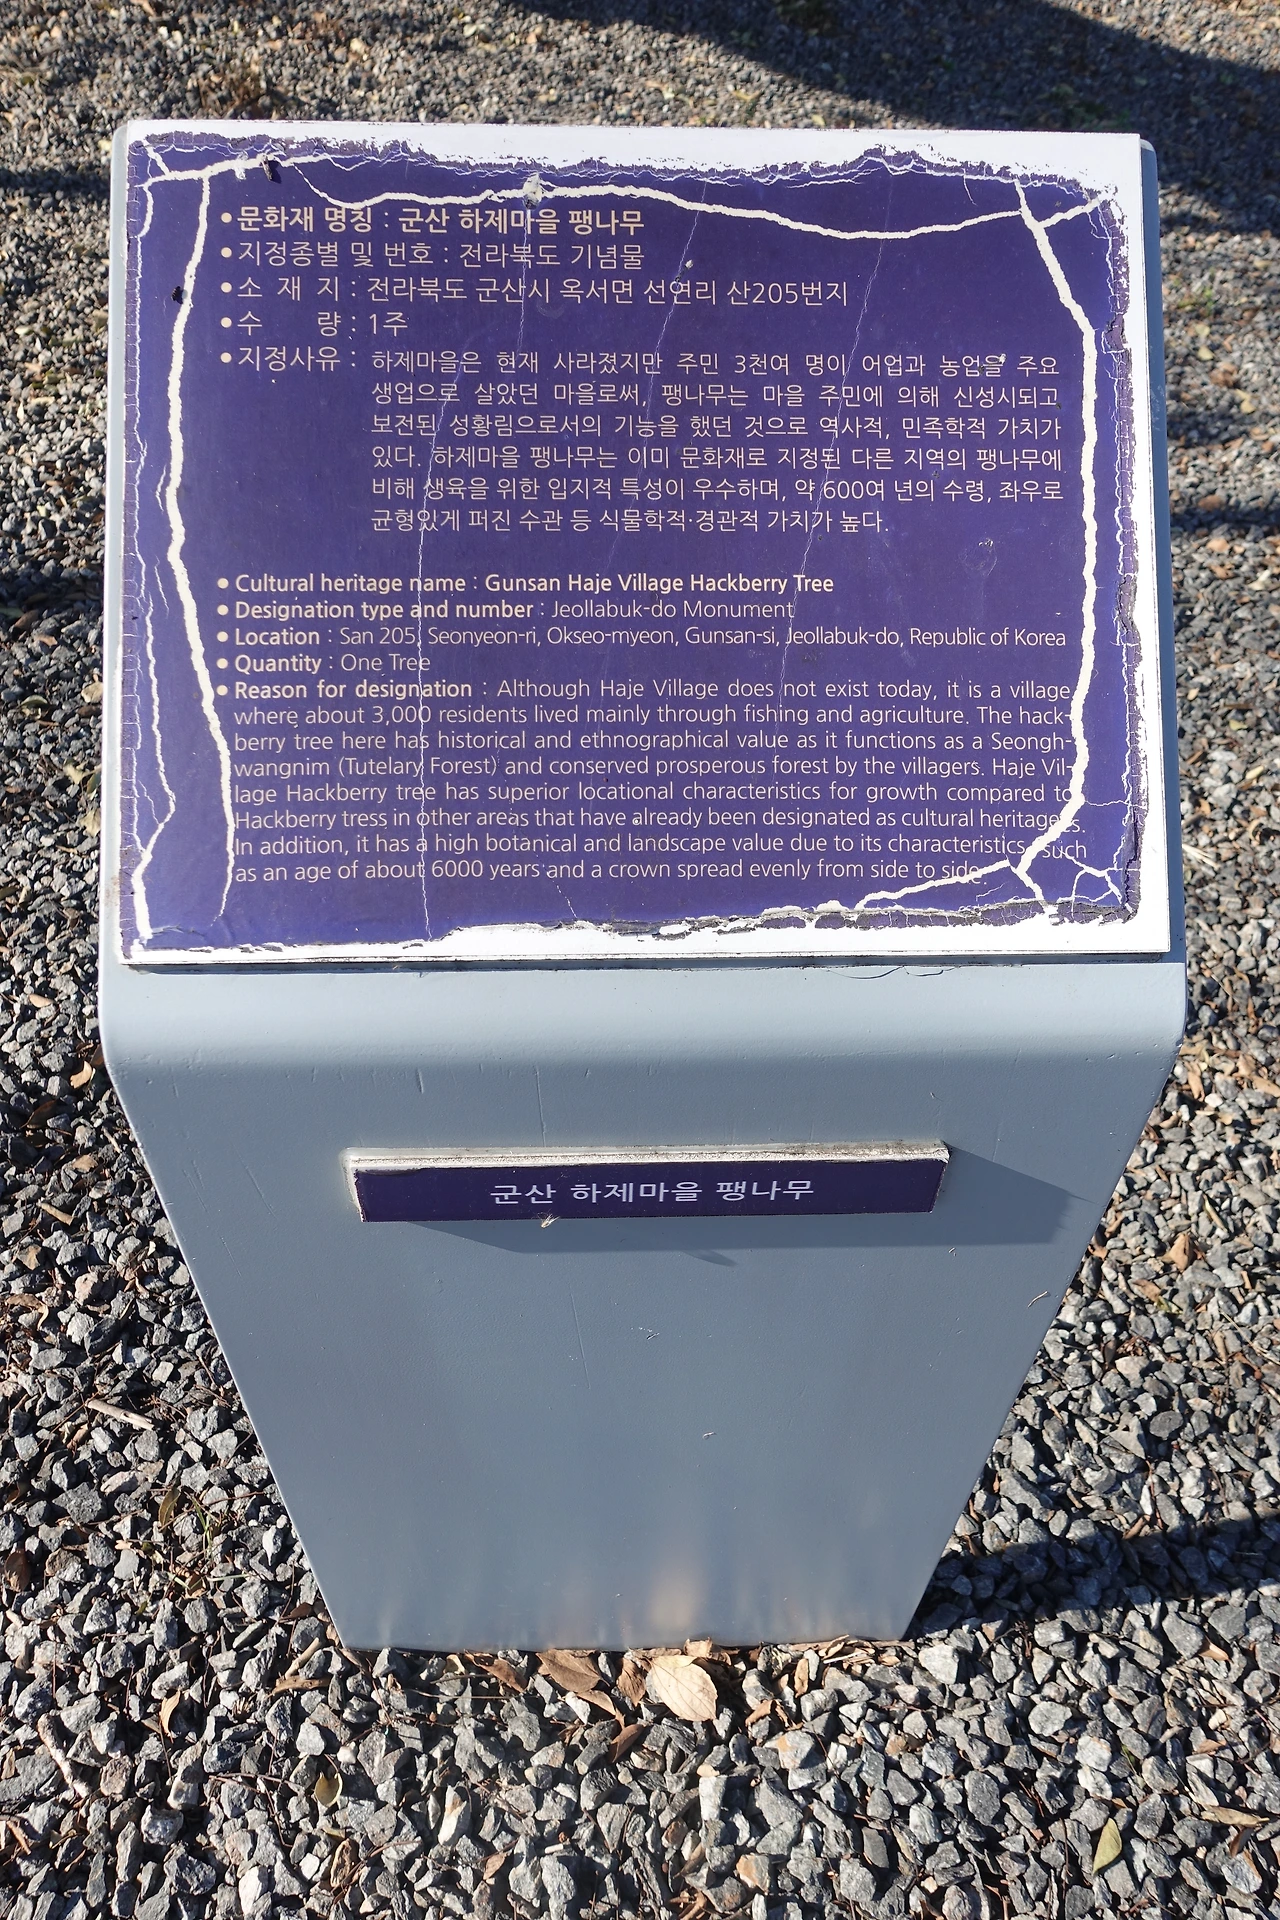 •문화재 명칭 : 군산 하제마을 팽나무
•지정종별 및 번호 : 전라북도 기념물
•소 재 지 : 전라북도 군산시 옥서면 선연리 산205번지
•수 량 : 1주
•지정사유 : 하제마을은 현재 사라졌지만 주민 3천여 명이 어업과 농업을 주요
생업으로 살았던 마을로써, 팽나무는 마을 주민에 의해 신성시되고
보전된 성황림으로서의 기능을 했던 것으로 역사적, 민족학적 가치가
있다. 하제마을 팽나무는 이미 문화재로 지정된 다른 지역의 팽나무에
비해 생육을 위한 입지적 특성이 우수하며, 약 600여 년의 수령, 좌우로
균형있게 퍼진 수관 등 식물학적·경관적 가치가 높다.
• Cultural heritage name : Gunsan Haje Village Hackberry Tree
• Designation type and number : Jeollabuk-do Monument
• Location : San 205, Seonyeon-ri, Okseo-myeon, Gunsan-si, Jeollabuk-do, Republic of Korea
• Quantity : One Tree
• Reason for designation : Although Haje Village does not exist today, it is a village
where about 3,000 residents lived mainly through fishing and agriculture. The hack-
berry tree here has historical and ethnographical value as it functions as a Seongh-
wangnim (Tutelary Forest) and conserved prosperous forest by the villagers. Haje Vil-
lage Hackberry tree has superior locational characteristics for growth compared to
Hackberry tress in other areas that have already been designated as cultural heritages.
In addition, it has a high botanical and landscape value due to its characteristics, such
as an age of about 6000 years and a crown spread evenly from side to side.
군산 하제마을 팽나무